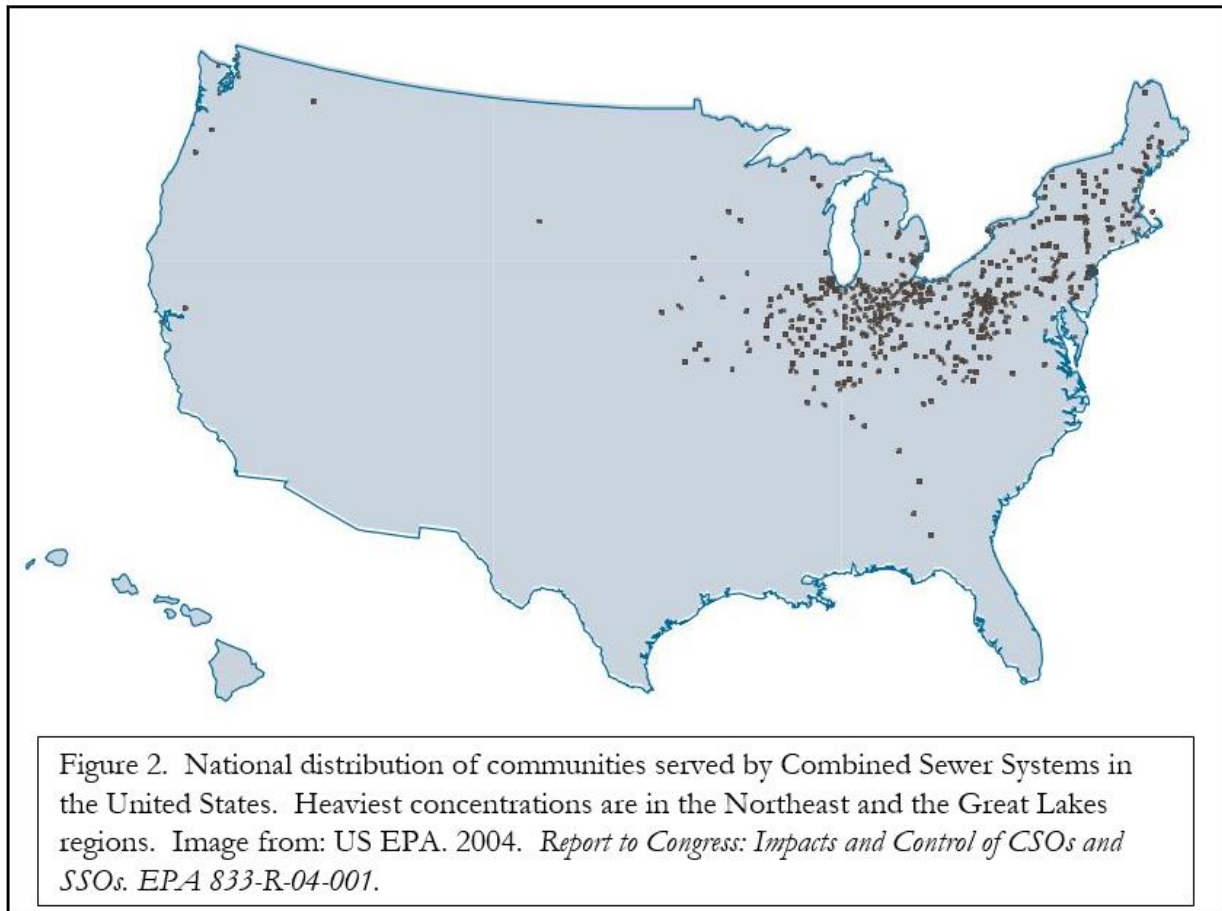 Figure 2.  National distribution of communities served by Combined Sewer Systems in
the United States.  Heaviest concentrations are in the Northeast and the Great Lakes
regions.  Image from: US EPA. 2004.  Report to Congress: Impacts and Control of CSOs and
SSOs. EPA 833-R-04-001.